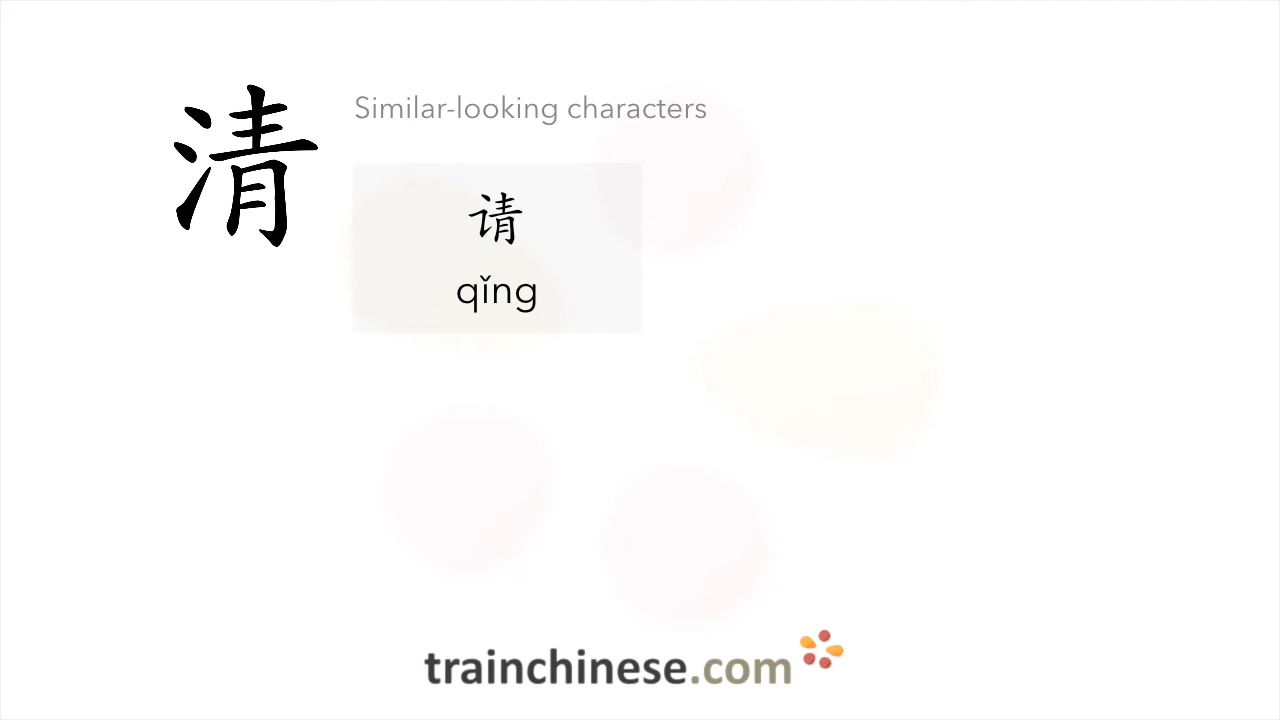 清
Similar-looking characters
请
qǐng
trainchinese.com